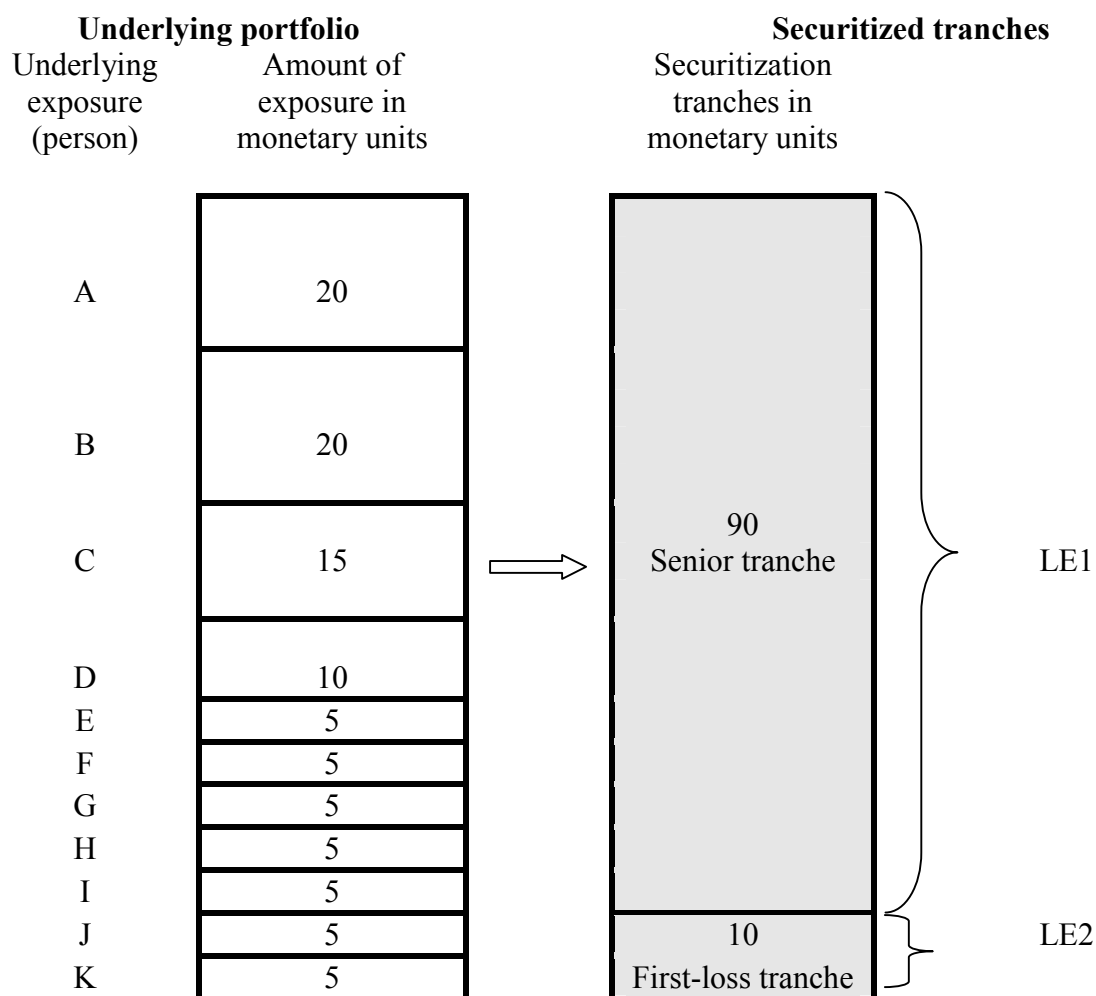 Underlying portfolio Securitized tranches
Underlying Amount of Securitization
exposure exposure in tranches in
(person) monetary units monetary units
A 20
B 20
90
C 15 Senior tranche LE1
D 10
E 5
F 5
G 5
H 5
I 5
J 5 10 LE2
K 5 First-loss tranche